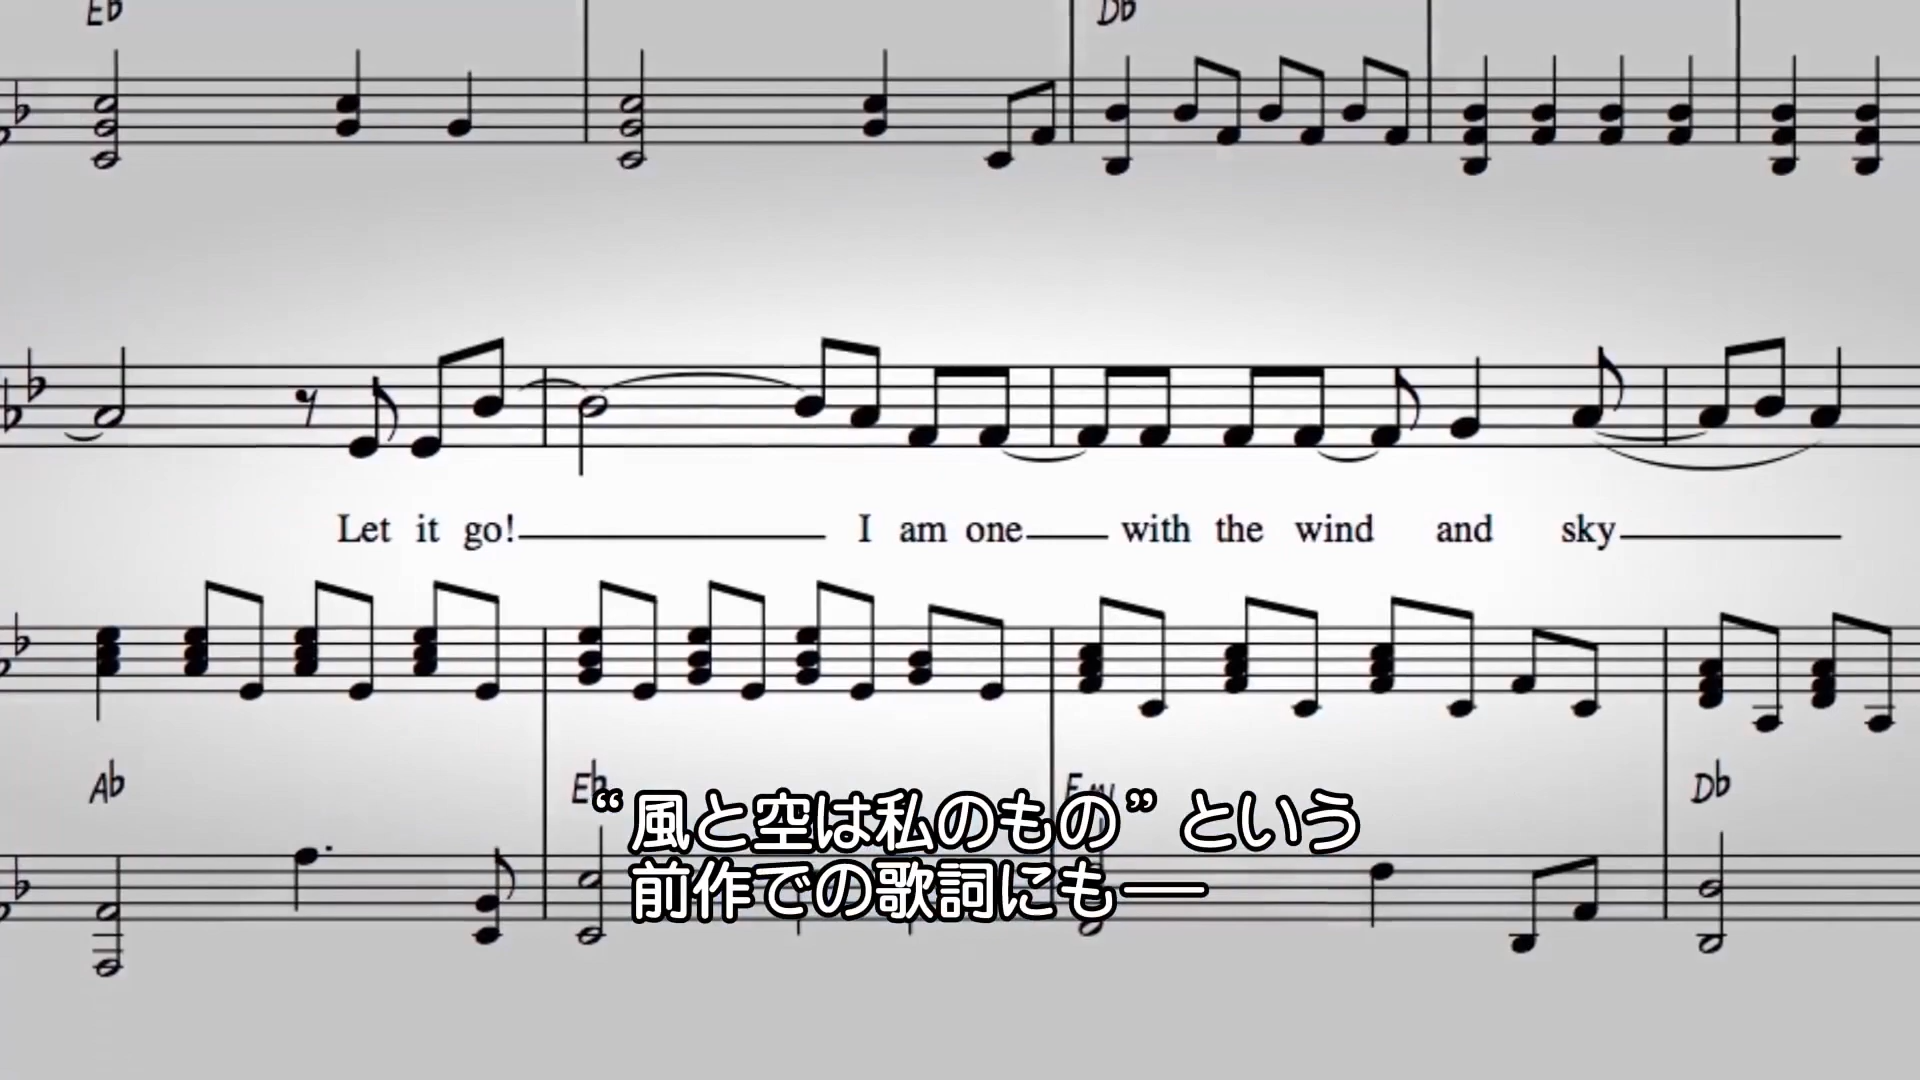 Eb Db
Let it go! I am one with the wind and sky
Ab Eb Db
“風と空は私のもの”という
前作での歌詞にも──